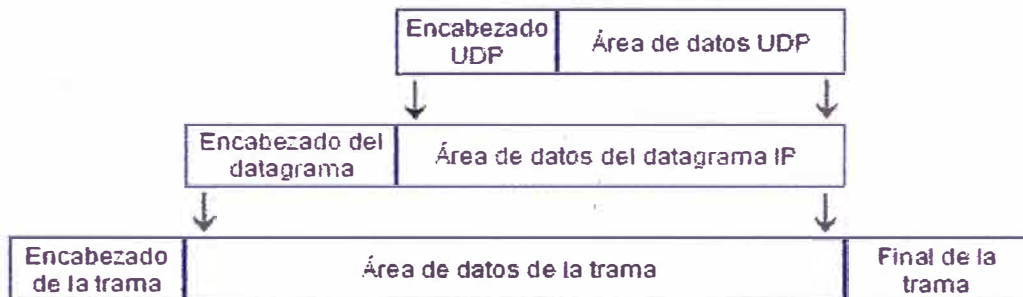 Encabezado
UDP
Área de datos UDP
Encabezado del
datagrama
Área de datos del datagrama IP
Encabezado
de la trama
Área de datos de la trama
Final de la
trama